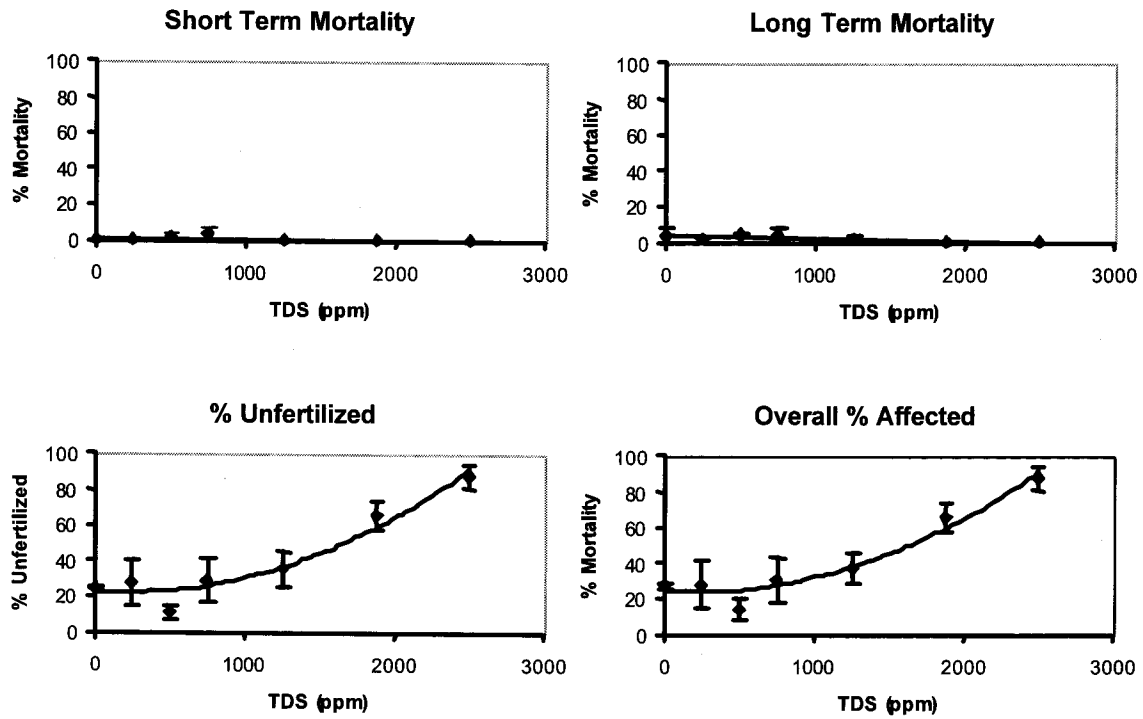 Short Term Mortality
% Mortality
100
80
60
40
20
0
0 1000 2000 3000
TDS (ppm)
Long Term Mortality
% Mortality
100
80
60
40
20
0
0 1000 2000 3000
TDS (ppm)
% Unfertilized
% Unfertilized
100
80
60
40
20
0
0 1000 2000 3000
TDS (ppm)
Overall % Affected
% Mortality
100
80
60
40
20
0
0 1000 2000 3000
TDS (ppm)